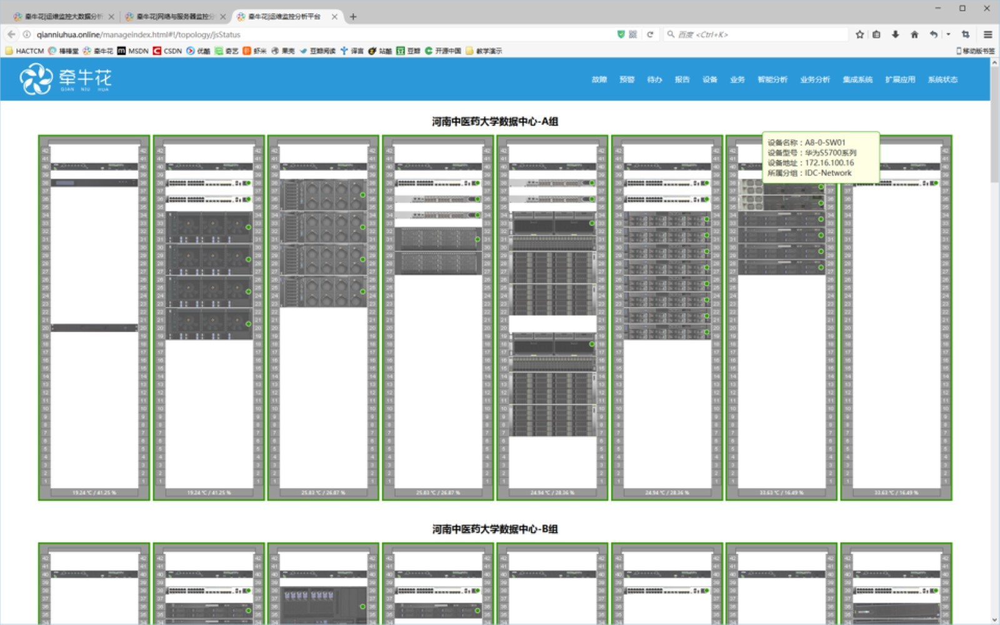 牵牛花|运维监控大数据分析
牵牛花|网络与服务器监控分
牵牛花|运维监控分析平台
qianniuhua.online/manageindex.html#!/topology/jsStatus
百度 <Ctrl+K>
HACTCM 椿椿堂 牵牛花 MSDN CSDN 优酷 奇艺 虾米 果壳 豆瓣阅读 译言 站酷 豆瓣 开源中国 教学演示 移动版书签
牵牛花
QIAN NIU HUA
故障 预警 待办 报告 设备 业务 智能分析 业务分析 集成系统 扩展应用 系统状态
河南中医药大学数据中心-A组
设备名称：A8-0-SW01
设备型号：华为S5700系列
设备地址：172.16.100.16
所属分组：IDC-Network
19.24 ℃ / 41.25 % 19.24 ℃ / 41.25 % 25.83 ℃ / 26.87 % 25.83 ℃ / 26.87 % 24.94 ℃ / 28.36 % 24.94 ℃ / 28.36 % 33.63 ℃ / 16.49 % 33.63 ℃ / 16.49 %
河南中医药大学数据中心-B组